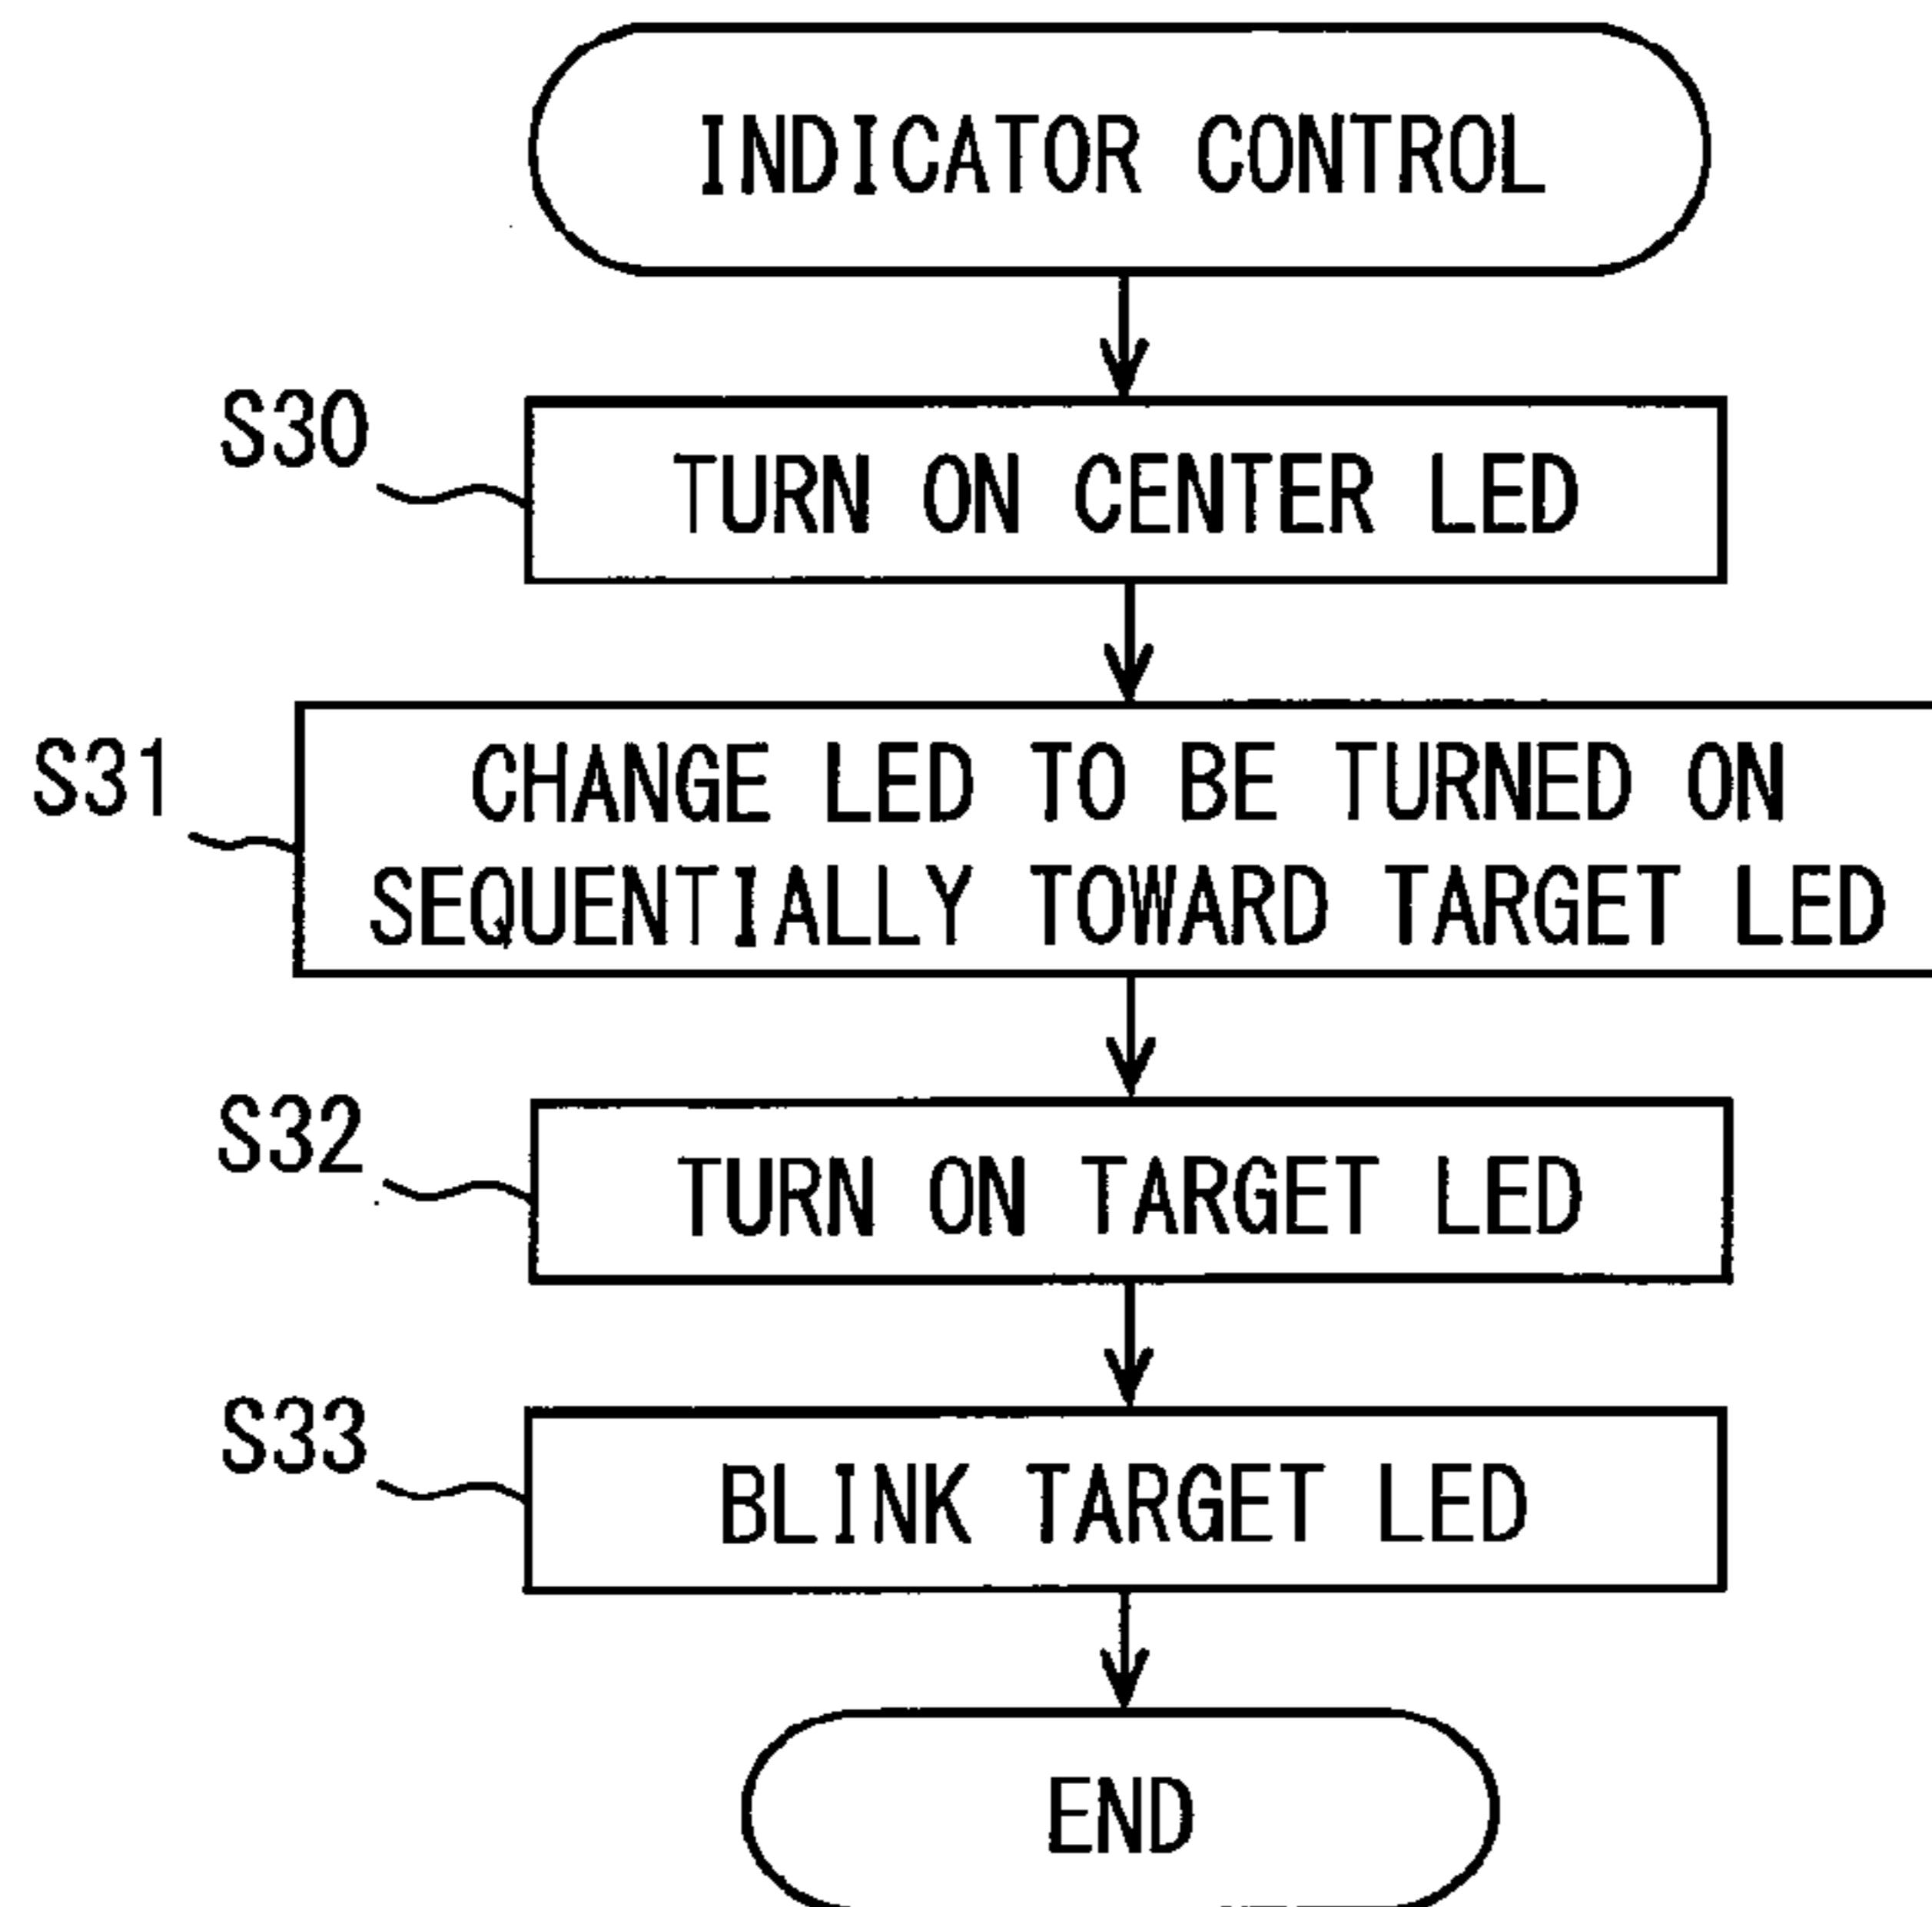 INDICATOR CONTROL
S30
TURN ON CENTER LED
S31
CHANGE LED TO BE TURNED ON
SEQUENTIALLY TOWARD TARGET LED
S32
TURN ON TARGET LED
S33
BLINK TARGET LED
END